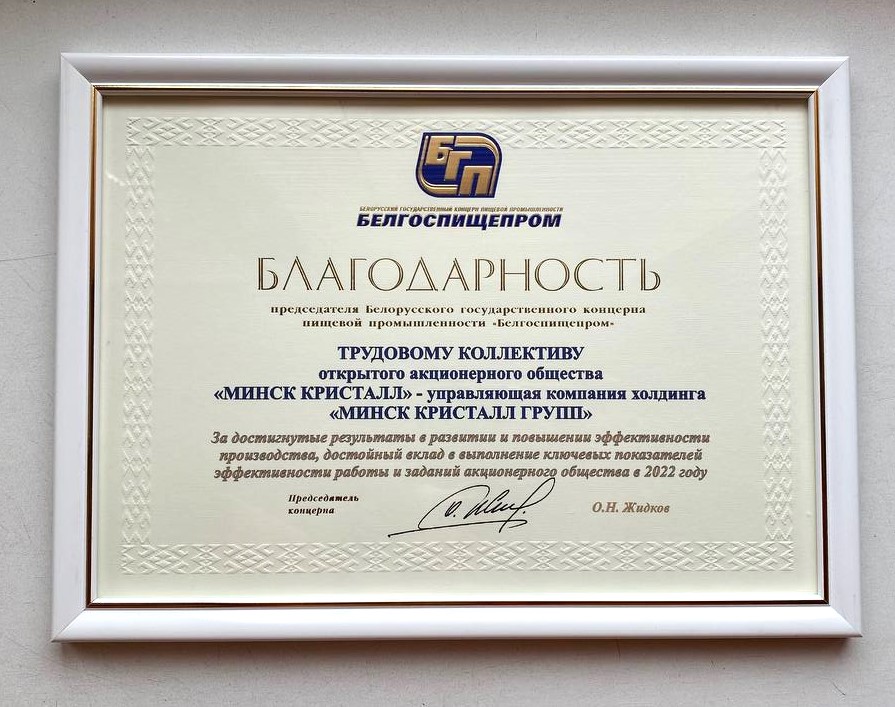 БГП
БЕЛОРУССКИЙ ГОСУДАРСТВЕННЫЙ КОНЦЕРН ПИЩЕВОЙ ПРОМЫШЛЕННОСТИ
БЕЛГОСПИЩЕПРОМ
БЛАГОДАРНОСТЬ
председателя Белорусского государственного концерна
пищевой промышленности «Белгоспищепром»
ТРУДОВОМУ КОЛЛЕКТИВУ
открытого акционерного общества
«МИНСК КРИСТАЛЛ» - управляющая компания холдинга
«МИНСК КРИСТАЛЛ ГРУПП»
За достигнутые результаты в развитии и повышении эффективности
производства, достойный вклад в выполнение ключевых показателей
эффективности работы и заданий акционерного общества в 2022 году
Председатель
концерна
О.Н. Жидков